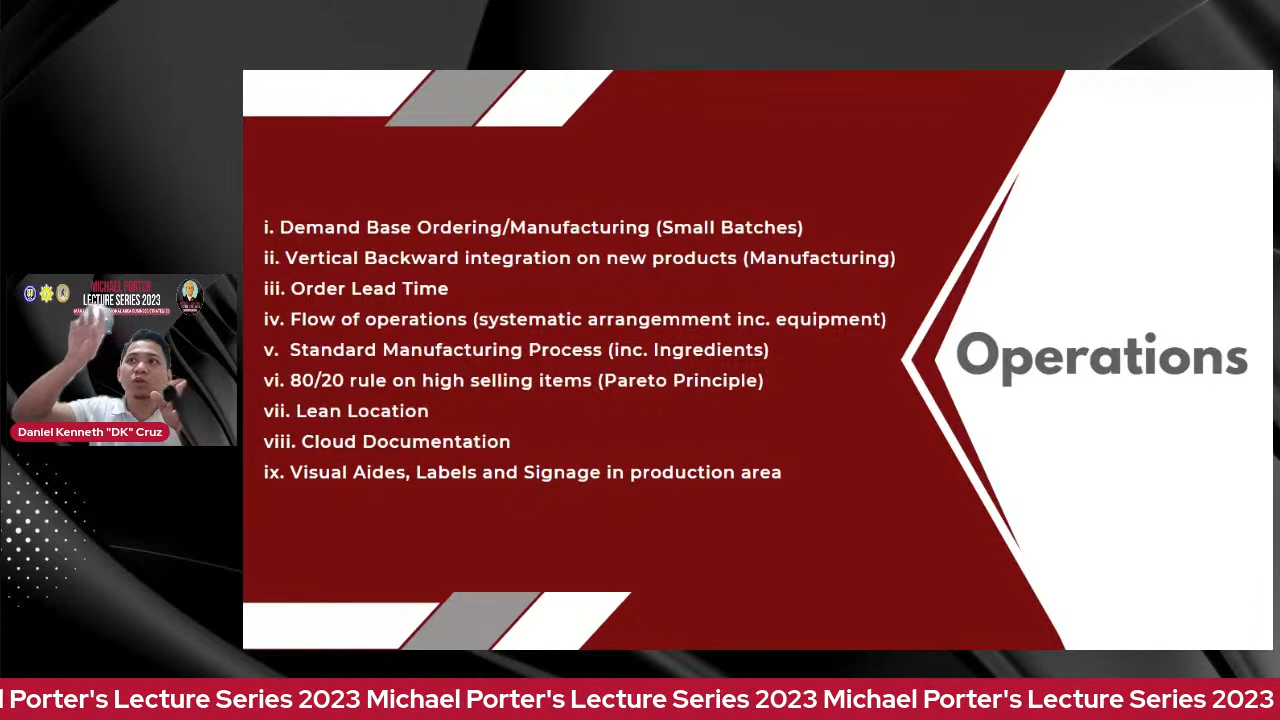 i. Demand Base Ordering/Manufacturing (Small Batches)
ii. Vertical Backward integration on new products (Manufacturing)
iii. Order Lead Time
iv. Flow of operations (systematic arrangemment inc. equipment)
v. Standard Manufacturing Process (inc. Ingredients)
vi. 80/20 rule on high selling items (Pareto Principle)
vii. Lean Location
viii. Cloud Documentation
ix. Visual Aides, Labels and Signage in production area
Operations
MICHAEL PORTER
LECTURE SERIES 2023
Daniel Kenneth "DK" Cruz
l Porter's Lecture Series 2023 Michael Porter's Lecture Series 2023 Michael Porter's Lecture Series 2023